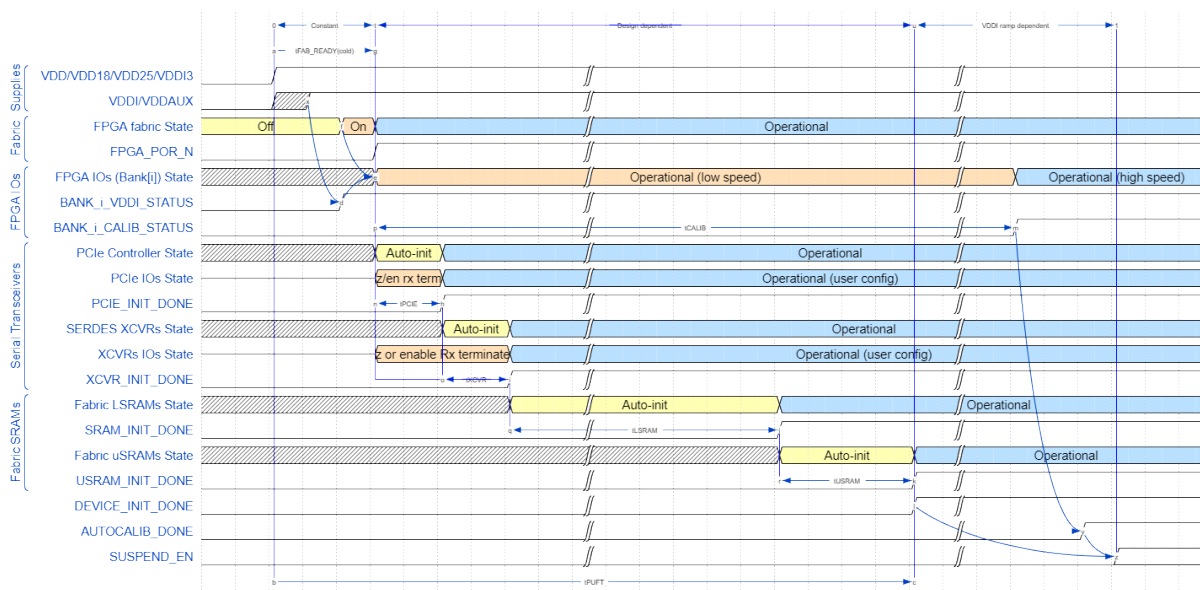 Constant
Design dependent
VDDI ramp dependent
tFAB_READY(cold)
Supplies
VDD/VDD18/VDD25/VDDI3
VDDI/VDDAUX
Fabric
FPGA fabric State
Off
On
Operational
FPGA_POR_N
FPGA IOs
FPGA IOs (Bank[i]) State
Operational (low speed)
Operational (high speed)
BANK_i_VDDI_STATUS
BANK_i_CALIB_STATUS
tCALIB
Serial Transceivers
PCIe Controller State
Auto-init
Operational
PCIe IOs State
z/en rx term
Operational (user config)
PCIE_INIT_DONE
tPCIE
SERDES XCVRs State
Auto-init
Operational
XCVRs IOs State
z or enable Rx terminate
Operational (user config)
XCVR_INIT_DONE
tXCVR
Fabric SRAMs
Fabric LSRAMs State
Auto-init
Operational
SRAM_INIT_DONE
tLSRAM
Fabric uSRAMs State
Auto-init
Operational
USRAM_INIT_DONE
tUSRAM
DEVICE_INIT_DONE
AUTOCALIB_DONE
SUSPEND_EN
tPUFT